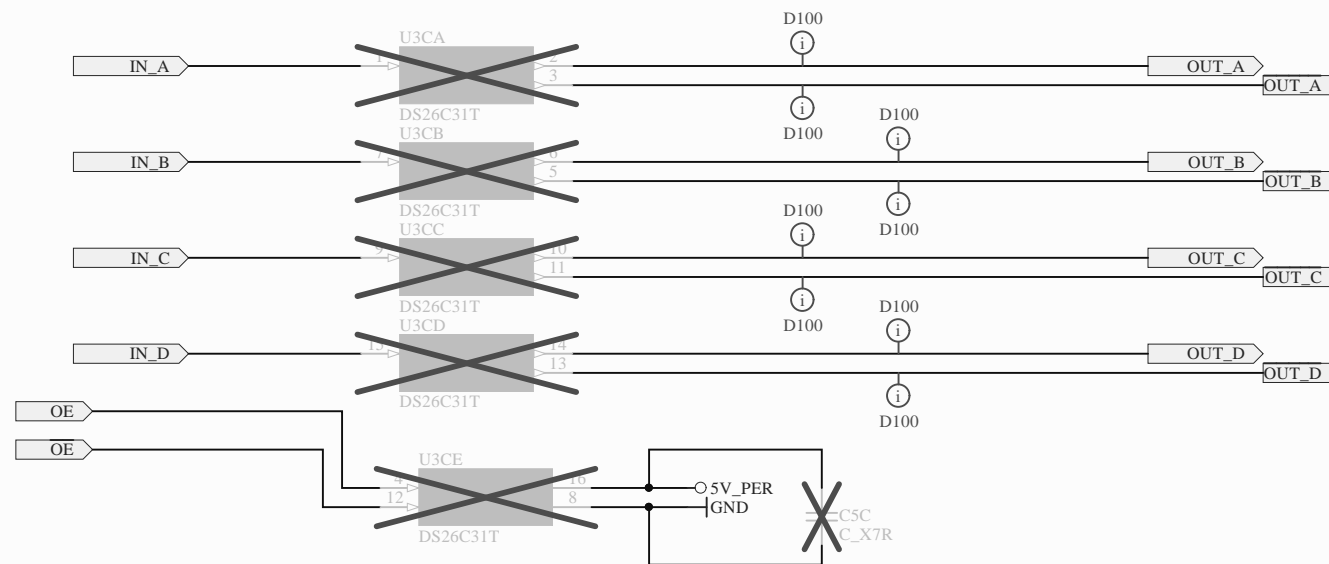 D100
U3CA
IN_A 1 2 OUT_A
3 OUT_A
DS26C31T D100
U3CB D100
IN_B 7 6 OUT_B
5 OUT_B
DS26C31T
U3CC D100 D100
IN_C 9 10 OUT_C
11 OUT_C
DS26C31T D100 D100
U3CD
IN_D 15 14 OUT_D
13 OUT_D
DS26C31T
OE D100
OE U3CE
4 16 5V_PER
12 8 GND
C5C
DS26C31T C_X7R